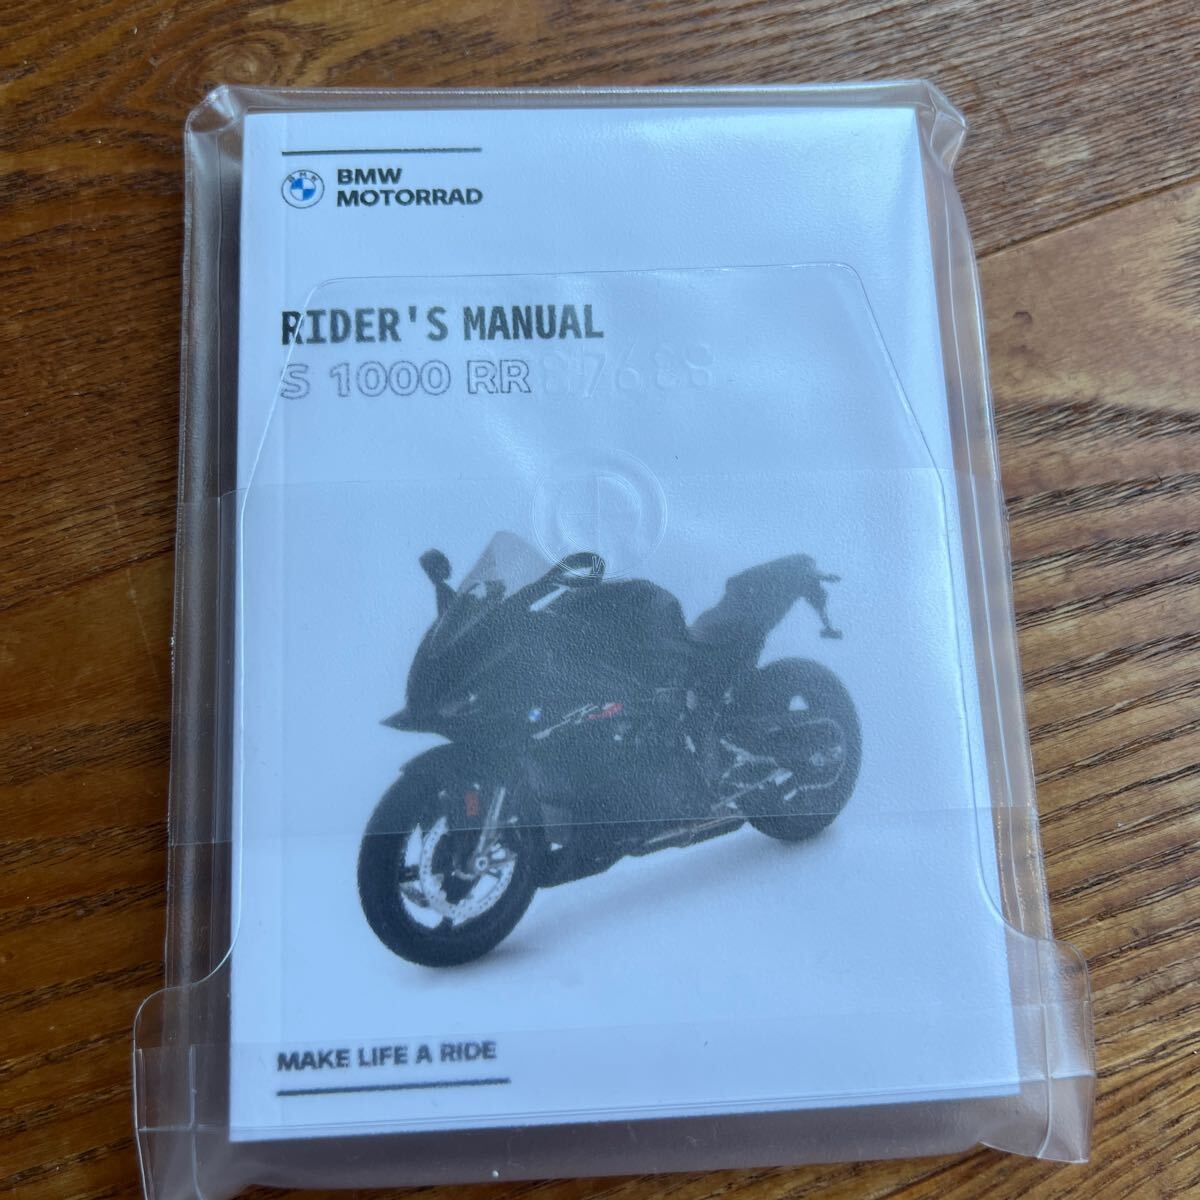 BMW
MOTORRAD
RIDER'S MANUAL
S 1000 RR
MAKE LIFE A RIDE